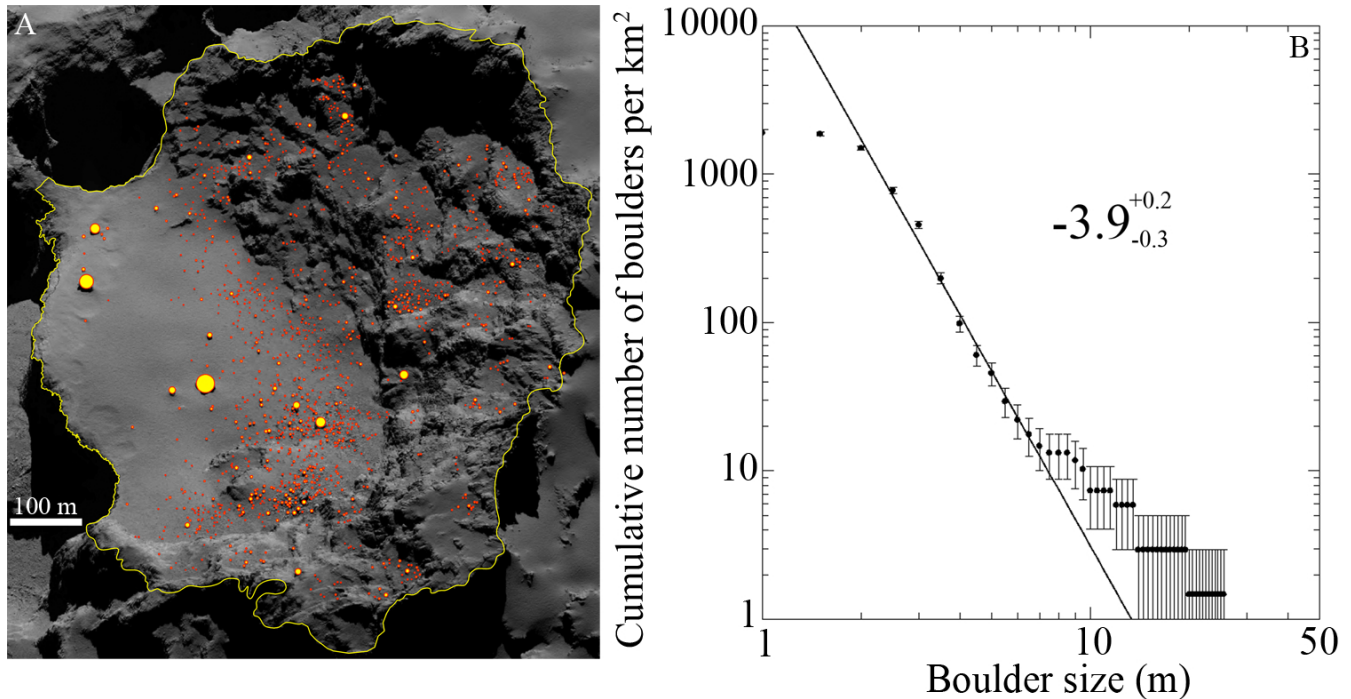 A
100 m
Cumulative number of boulders per km²
10000
1000
100
10
1
B
-3.9 +0.2 -0.3
1 10 50
Boulder size (m)